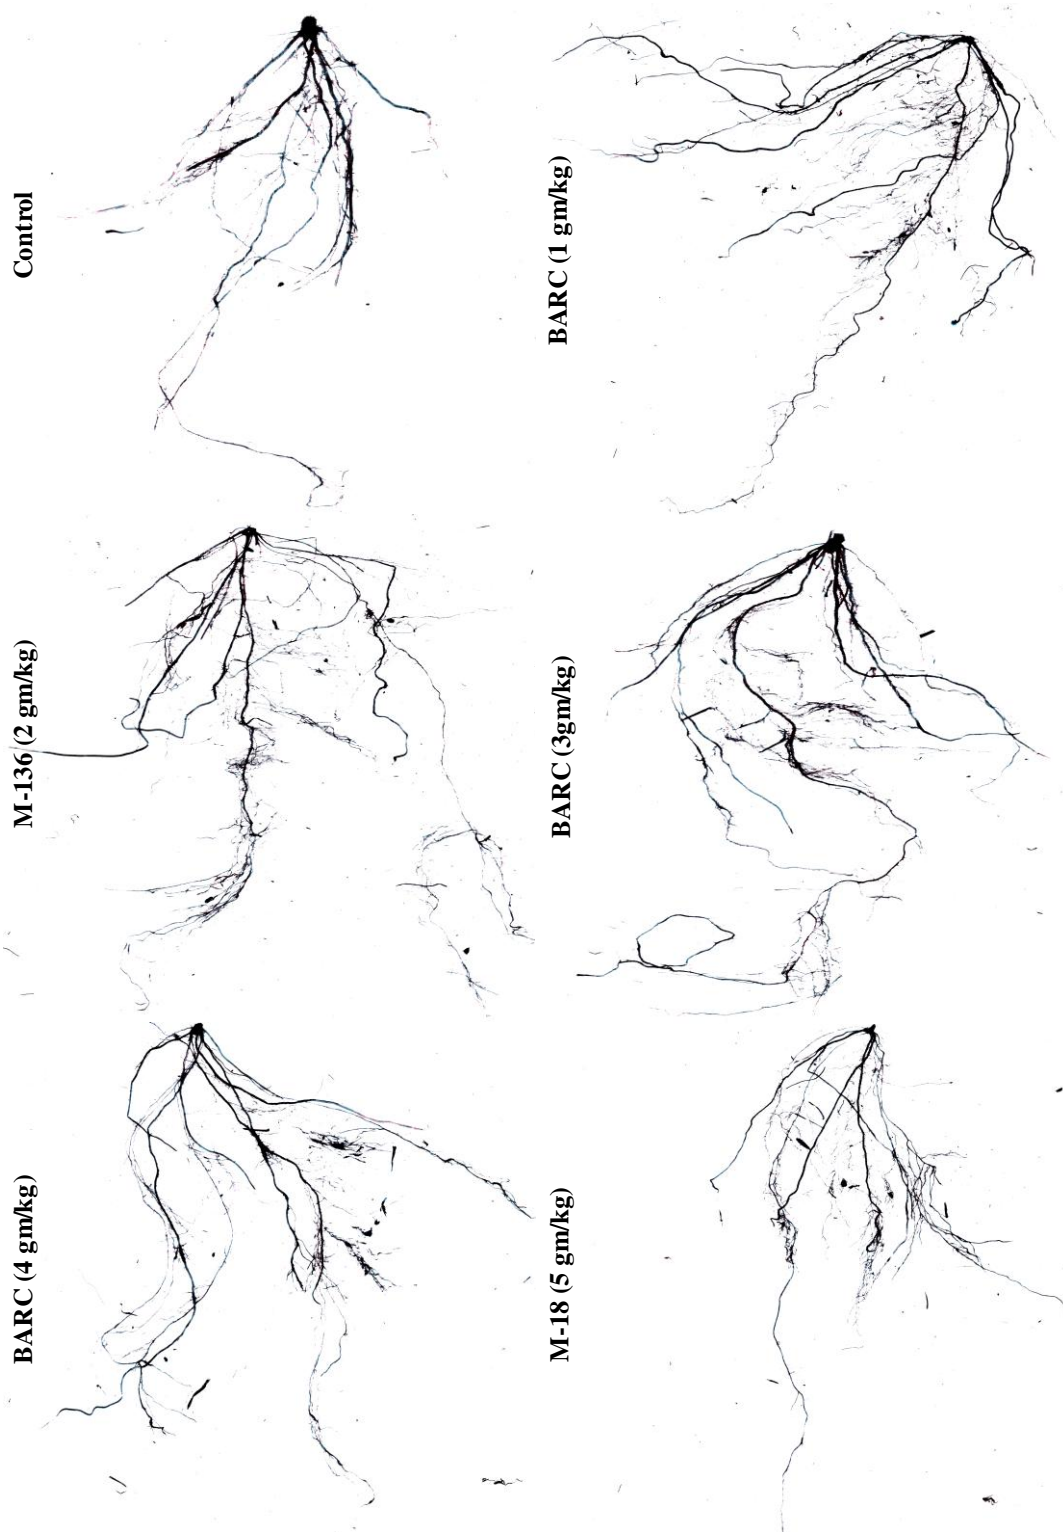 Control
BARC (1 gm/kg)
M-136 (2 gm/kg)
BARC (3gm/kg)
BARC (4 gm/kg)
M-18 (5 gm/kg)